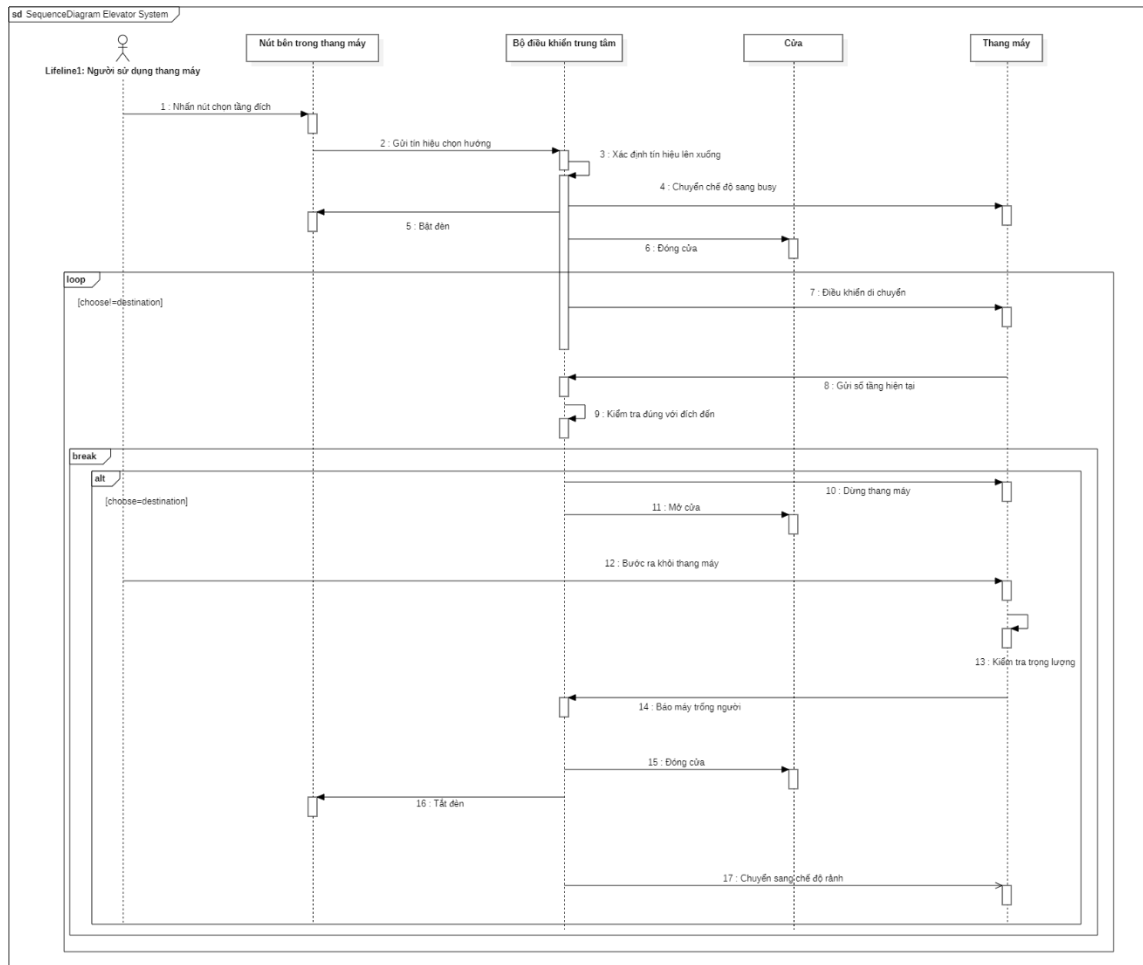 sd SequenceDiagram Elevator System
Nút bên trong thang máy
Bộ điều khiển trung tâm
Cửa
Thang máy
Lifeline1: Người sử dụng thang máy
1 : Nhấn nút chọn tầng đích
2 : Gửi tín hiệu chọn hướng
3 : Xác định tín hiệu lên xuống
4 : Chuyển chế độ sang busy
5 : Bật đèn
6 : Đóng cửa
loop
[choose!=destination]
7 : Điều khiển di chuyển
8 : Gửi số tầng hiện tại
9 : Kiểm tra đúng với đích đến
break
alt
[choose=destination]
10 : Dừng thang máy
11 : Mở cửa
12 : Bước ra khỏi thang máy
13 : Kiểm tra trọng lượng
14 : Báo máy trống người
15 : Đóng cửa
16 : Tắt đèn
17 : Chuyển sang chế độ rảnh